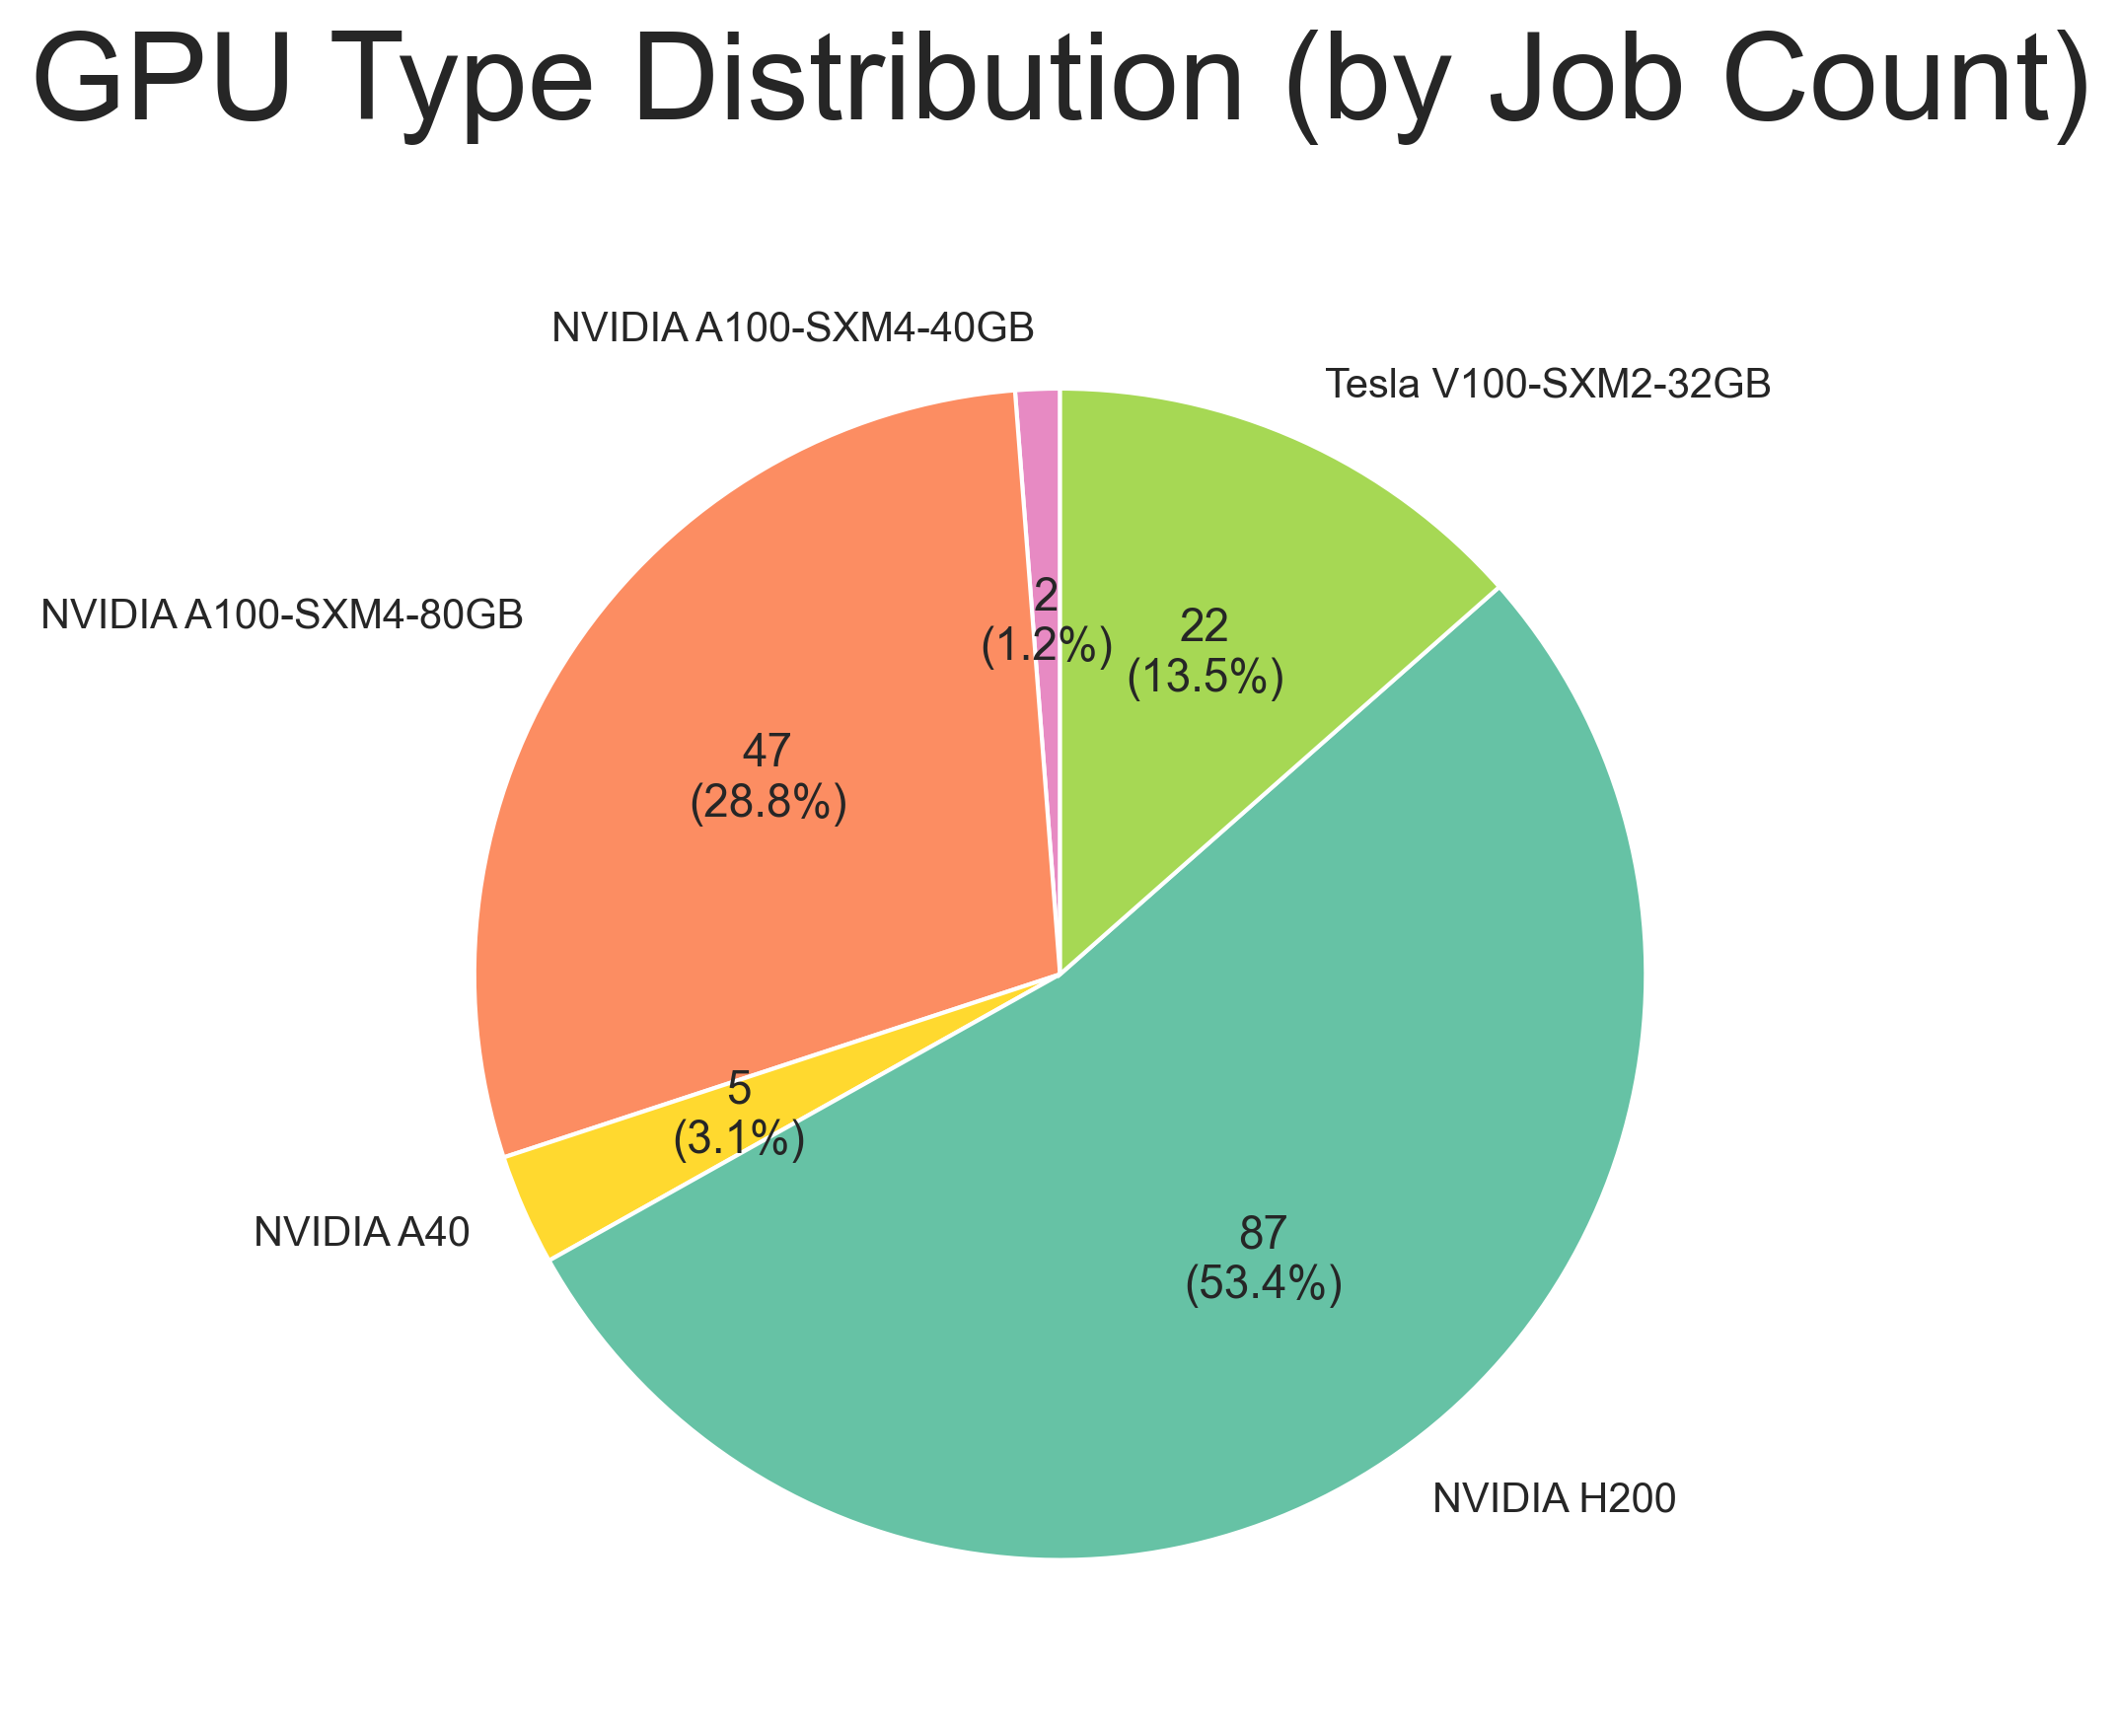 GPU Type Distribution (by Job Count)
NVIDIA A100-SXM4-40GB
Tesla V100-SXM2-32GB
2
(1.2%)
22
(13.5%)
NVIDIA A100-SXM4-80GB
47
(28.8%)
5
(3.1%)
NVIDIA A40
87
(53.4%)
NVIDIA H200